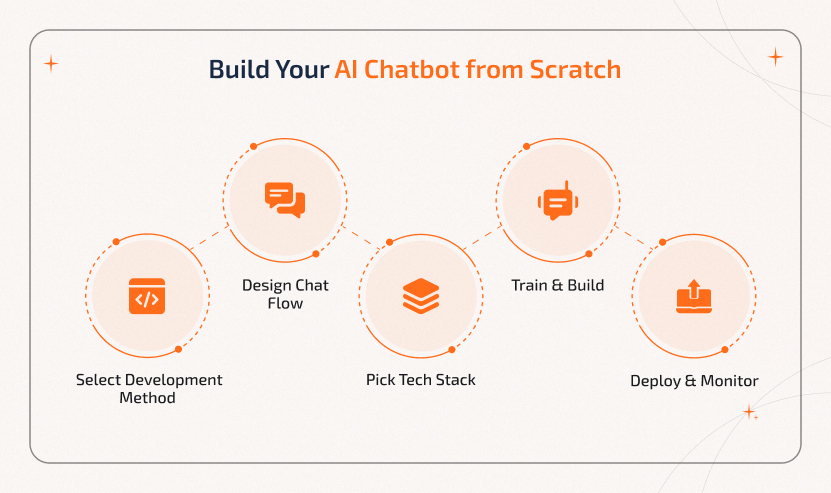 Build Your AI Chatbot from Scratch
Select Development
Method
Design Chat
Flow
Pick Tech Stack
Train & Build
Deploy & Monitor